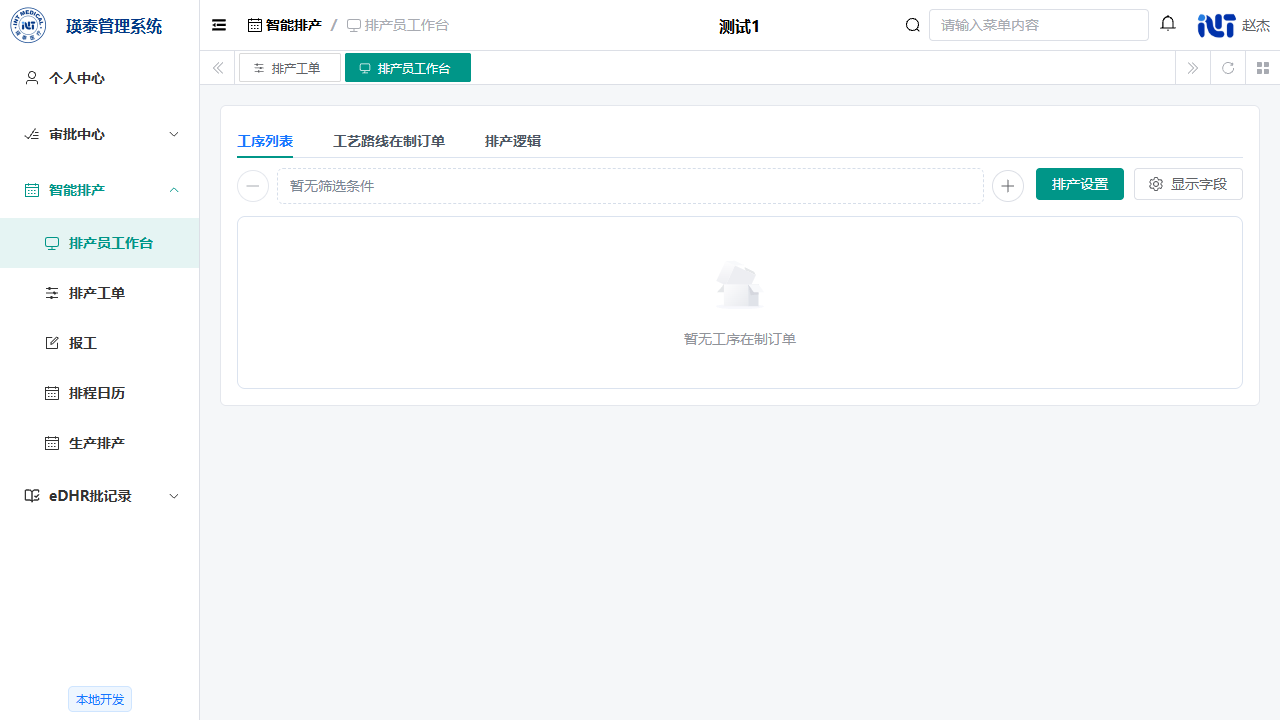 瑛泰管理系统
智能排产 / 排产员工作台
测试1
请输入菜单内容
赵杰
个人中心
审批中心
智能排产
排产员工作台
排产工单
报工
排程日历
生产排产
eDHR批记录
本地开发
排产工单
排产员工作台
工序列表
工艺路线在制订单
排产逻辑
暂无筛选条件
排产设置
显示字段
暂无工序在制订单